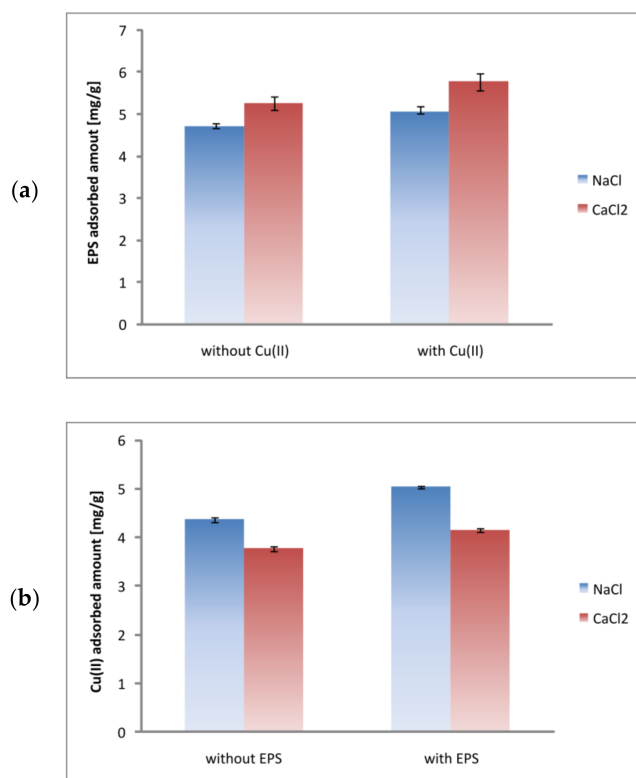 (a)
EPS adsorbed amout [mg/g]
7
6
5
4
3
2
1
0
without Cu(II)
with Cu(II)
NaCl
CaCl2
(b)
Cu(II) adsorbed amount [mg/g]
6
5
4
3
2
1
0
without EPS
with EPS
NaCl
CaCl2